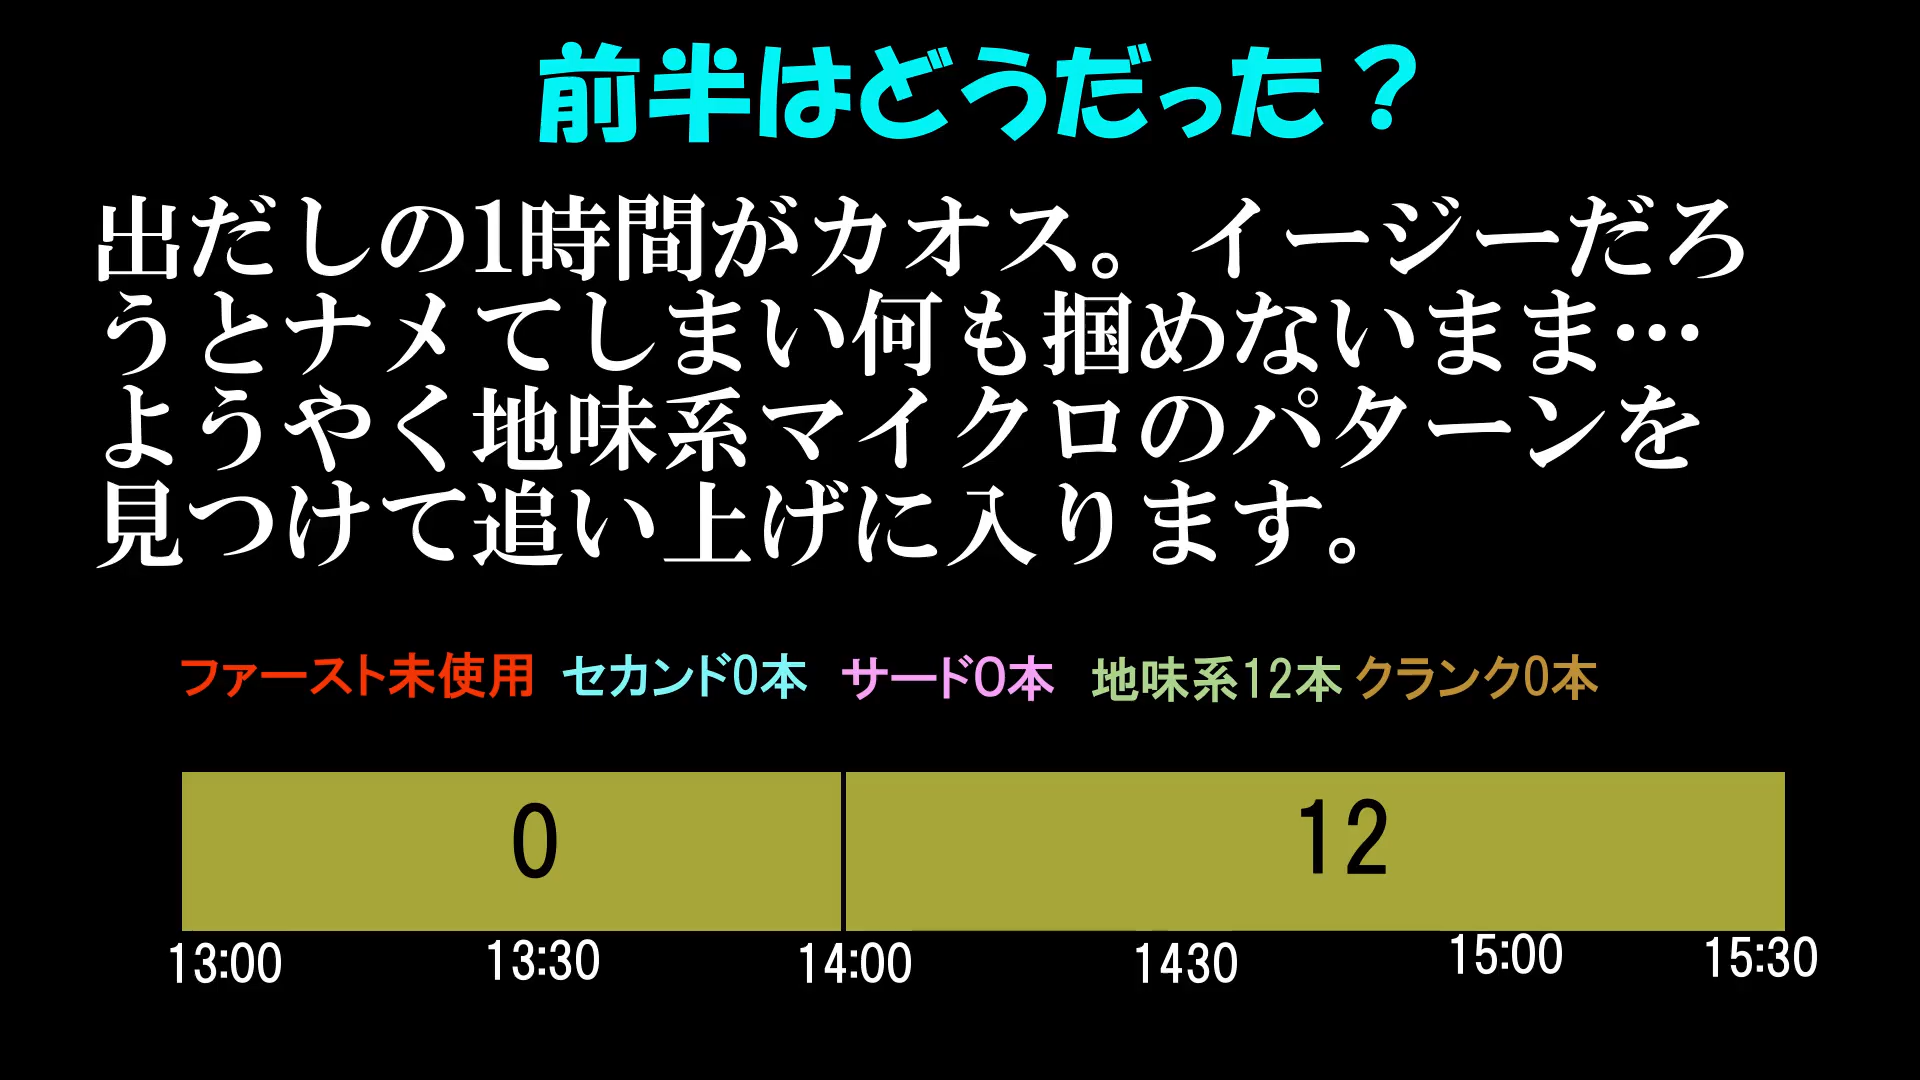 前半はどうだった？
出だしの1時間がカオス。イージーだろ
うとナメてしまい何も掴めないまま…
ようやく地味系マイクロのパターンを
見つけて追い上げに入ります。
ファースト未使用 セカンド0本 サード0本 地味系12本 クランク0本
0 12
13:00 13:30 14:00 1430 15:00 15:30